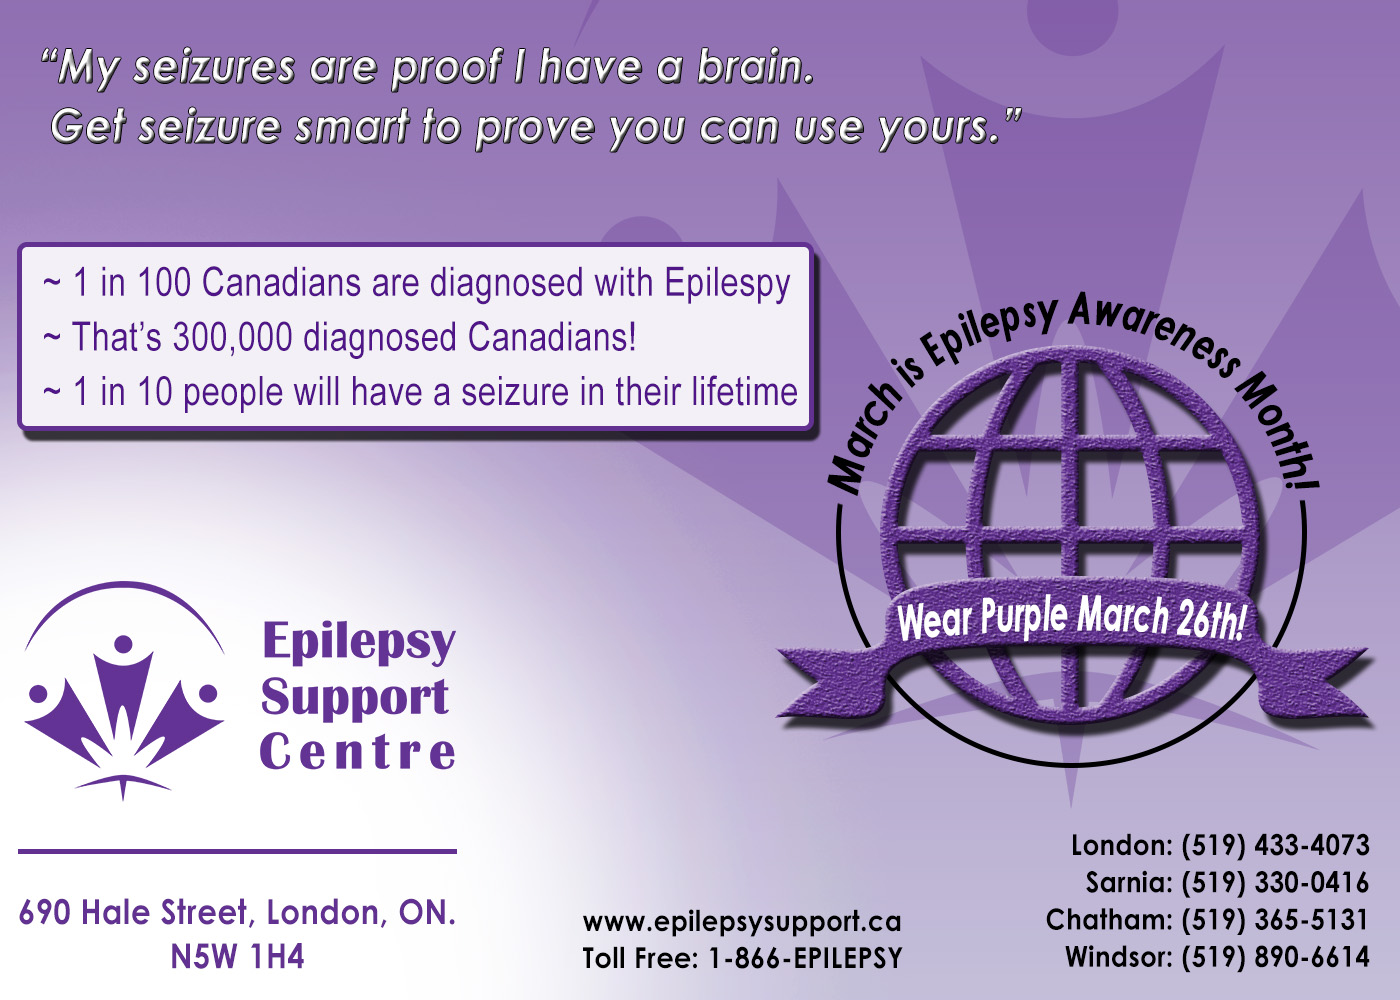 “My seizures are proof I have a brain.
Get seizure smart to prove you can use yours.”
~ 1 in 100 Canadians are diagnosed with Epilespy
~ That’s 300,000 diagnosed Canadians!
~ 1 in 10 people will have a seizure in their lifetime
March is Epilepsy Awareness Month!
Wear Purple March 26th!
Epilepsy
Support
Centre
690 Hale Street, London, ON.
N5W 1H4
www.epilepsysupport.ca
Toll Free: 1-866-EPILEPSY
London: (519) 433-4073
Sarnia: (519) 330-0416
Chatham: (519) 365-5131
Windsor: (519) 890-6614